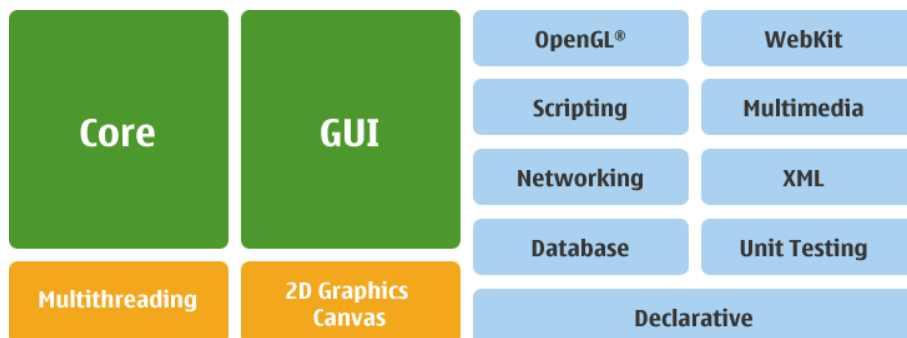 Core
GUI
OpenGL®
WebKit
Scripting
Multimedia
Networking
XML
Database
Unit Testing
Multithreading
2D Graphics
Canvas
Declarative